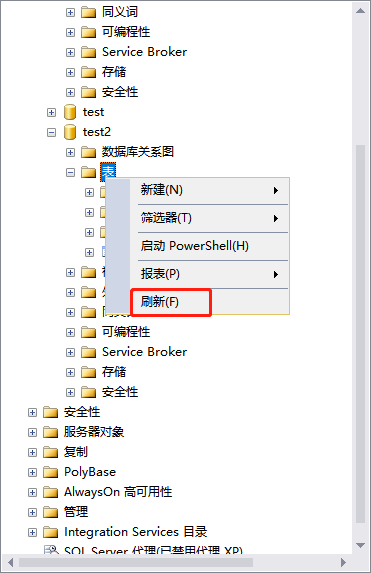 同义词
可编程性
Service Broker
存储
安全性
test
test2
数据库关系图
表
新建(N)
筛选器(T)
启动 PowerShell(H)
报表(P)
刷新(F)
可编程性
Service Broker
存储
安全性
安全性
服务器对象
复制
PolyBase
AlwaysOn 高可用性
管理
Integration Services 目录
SQL Server 代理(已禁用代理 XP)